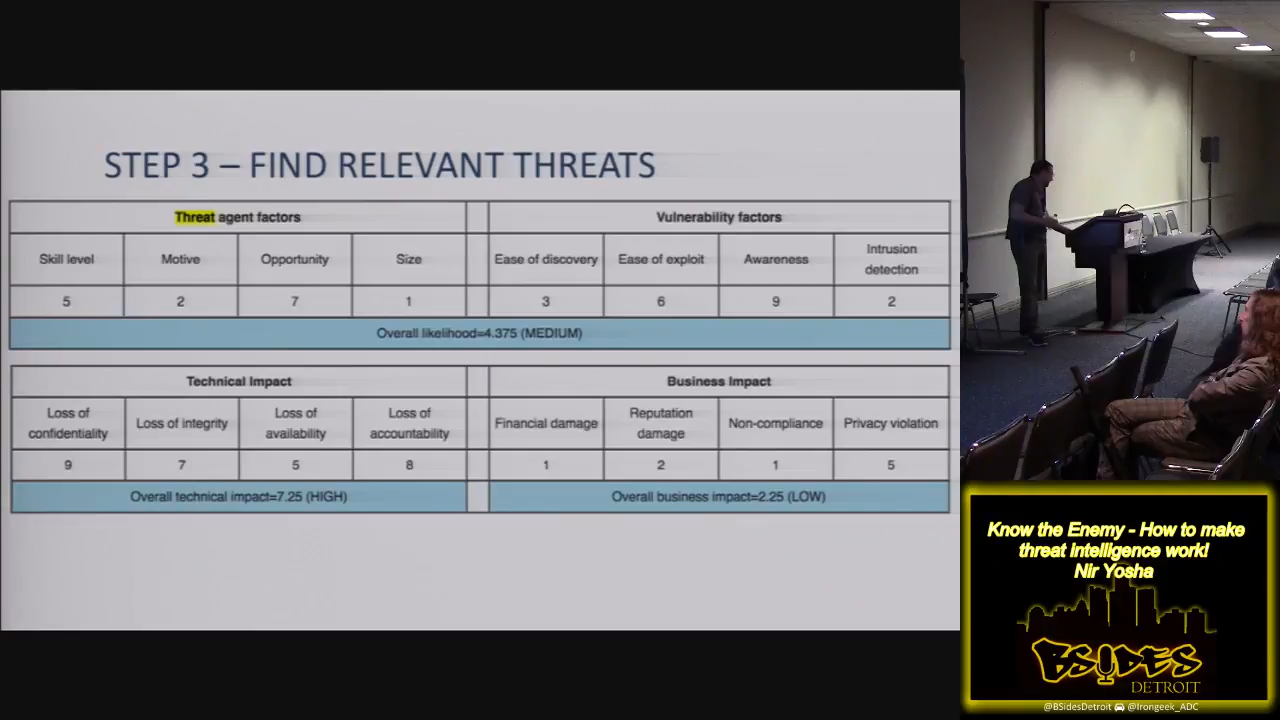 STEP 3 – FIND RELEVANT THREATS
Threat agent factors Vulnerability factors
Skill level Motive Opportunity Size Ease of discovery Ease of exploit Awareness Intrusion detection
5 2 7 1 3 6 9 2
Overall likelihood=4.375 (MEDIUM)
Technical Impact Business Impact
Loss of confidentiality Loss of integrity Loss of availability Loss of accountability Financial damage Reputation damage Non-compliance Privacy violation
9 7 5 8 1 2 1 5
Overall technical impact=7.25 (HIGH) Overall business impact=2.25 (LOW)
Know the Enemy - How to make
threat intelligence work!
Nir Yosha
BSIDES
DETROIT
@BSidesDetroit @Irongeek_ADC